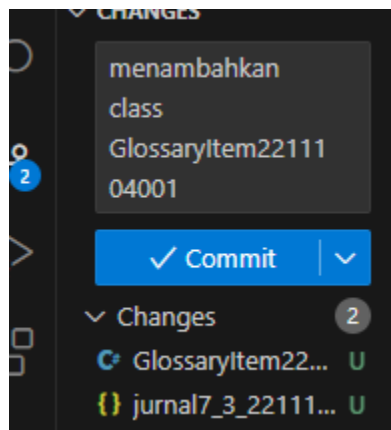 CHANGES
menambahkan
class
GlossaryItem22111
04001
2
Commit
Changes 2
C# GlossaryItem22... U
{} jurnal7_3_22111... U